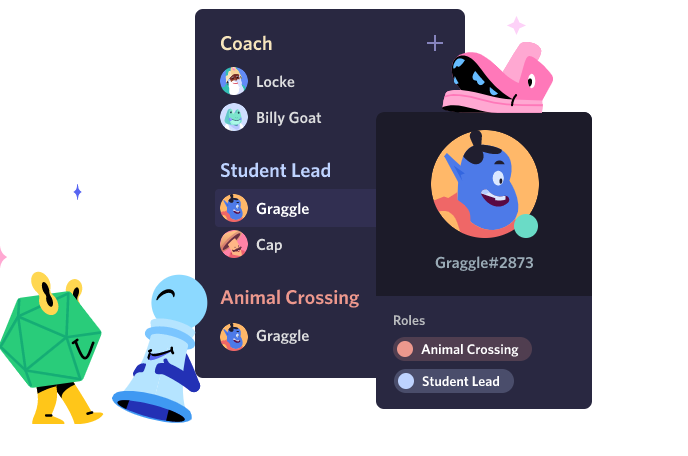 Coach
Locke
Billy Goat
Student Lead
Graggle
Cap
Animal Crossing
Graggle
Graggle#2873
Roles
Animal Crossing
Student Lead